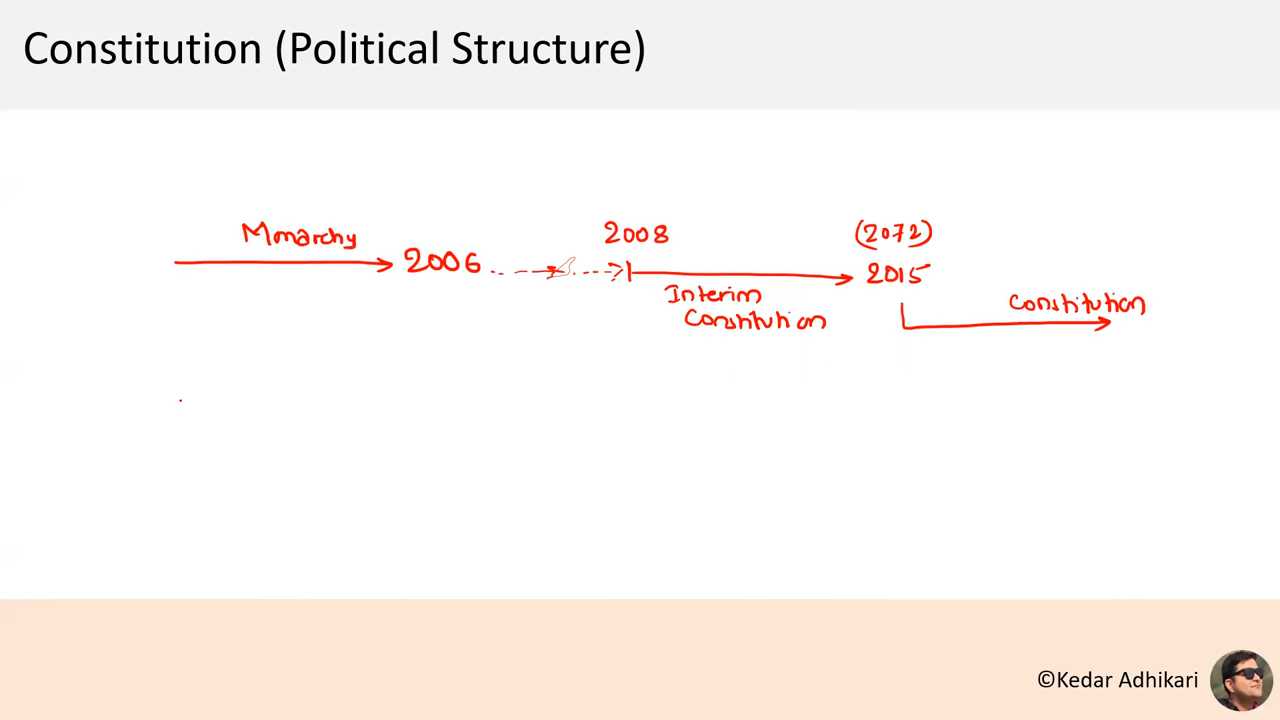 Constitution (Political Structure)
Monarchy
2006
2008
(2072)
2015
Interim
Constitution
Constitution
©Kedar Adhikari